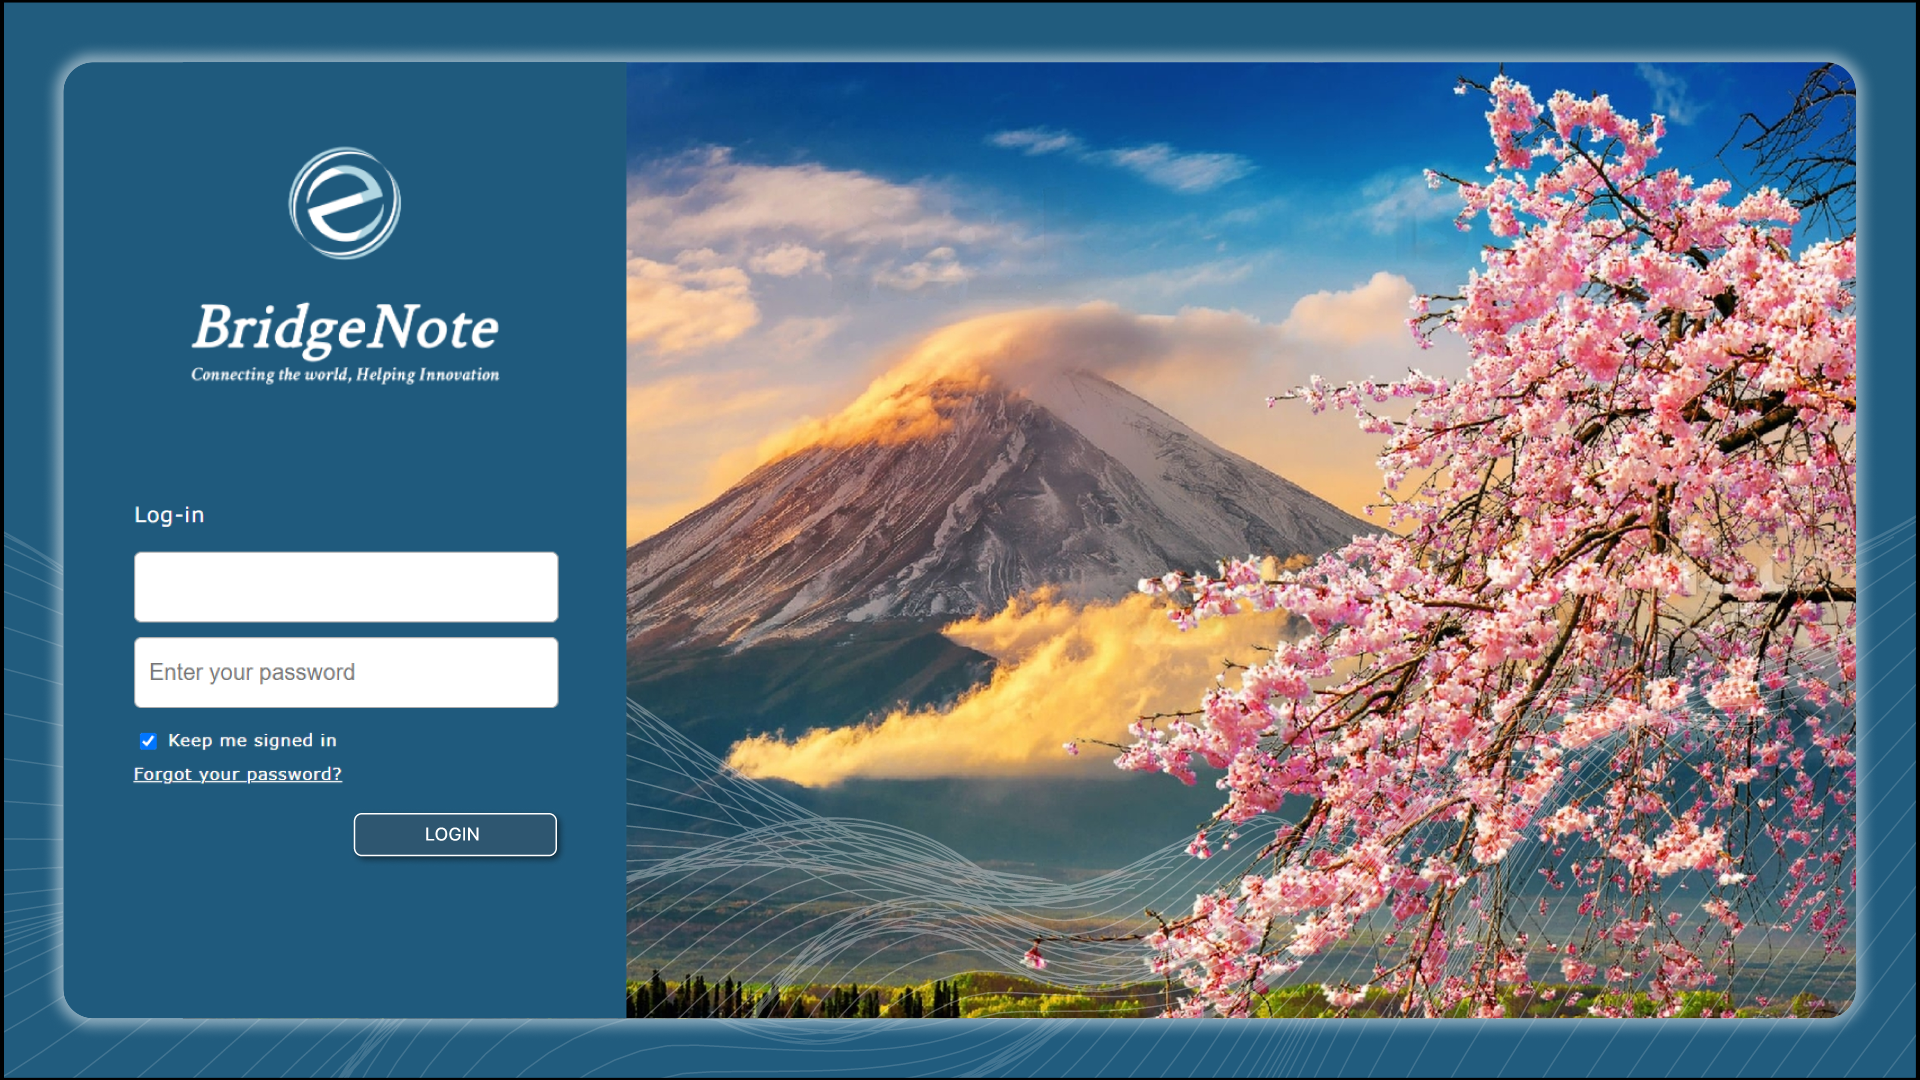 BridgeNote
Connecting the world, Helping Innovation
Log-in
Enter your password
Keep me signed in
Forgot your password?
LOGIN